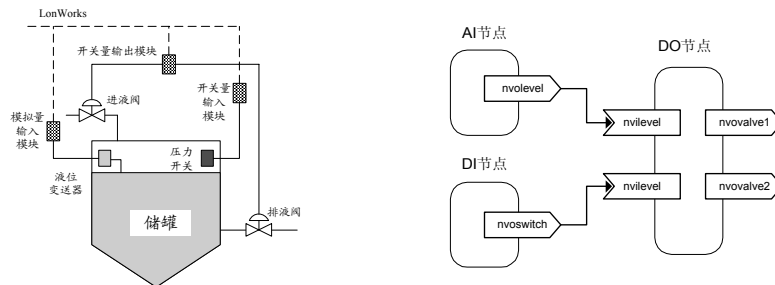 LonWorks
开关量输出模块
进液阀
开关量
输入
模块
模拟量
输入
模块
压力
开关
液位
变送器
排液阀
储罐
AI节点
DO节点
nvolevel
nvilevel
nvovalve1
DI节点
nvilevel
nvovalve2
nvoswitch